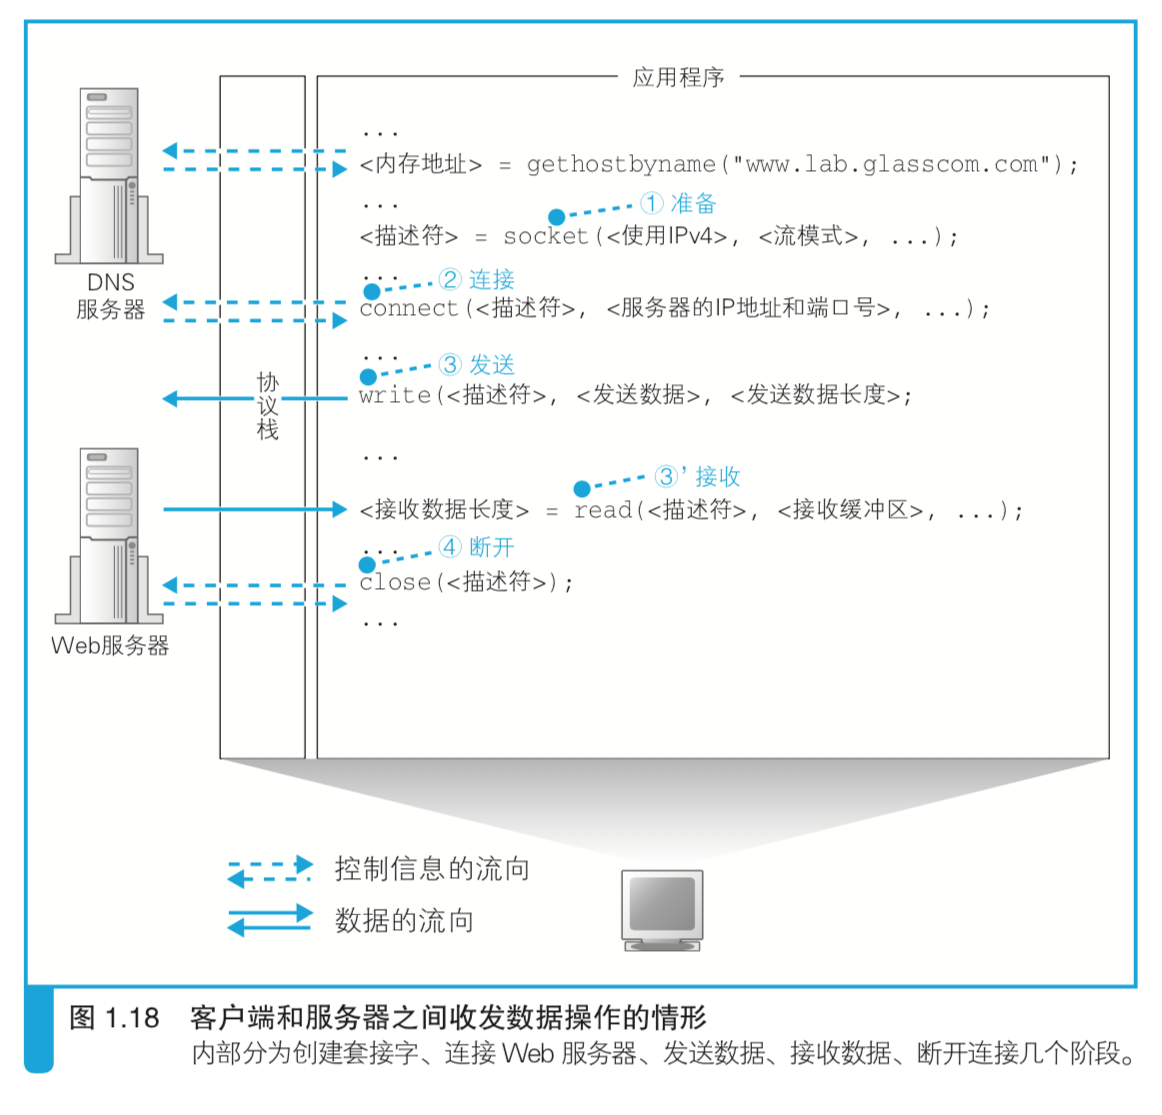 应用程序
...
<内存地址> = gethostbyname("www.lab.glasscom.com");
...
① 准备
<描述符> = socket(<使用IPv4>, <流模式>, ...);
...
② 连接
connect(<描述符>, <服务器的IP地址和端口号>, ...);
...
③ 发送
write(<描述符>, <发送数据>, <发送数据长度>;
...
③’接收
<接收数据长度> = read(<描述符>, <接收缓冲区>, ...);
...
④ 断开
close(<描述符>);
...
DNS
服务器
协
议
栈
Web服务器
控制信息的流向
数据的流向
图 1.18 客户端和服务器之间收发数据操作的情形
内部分为创建套接字、连接 Web 服务器、发送数据、接收数据、断开连接几个阶段。